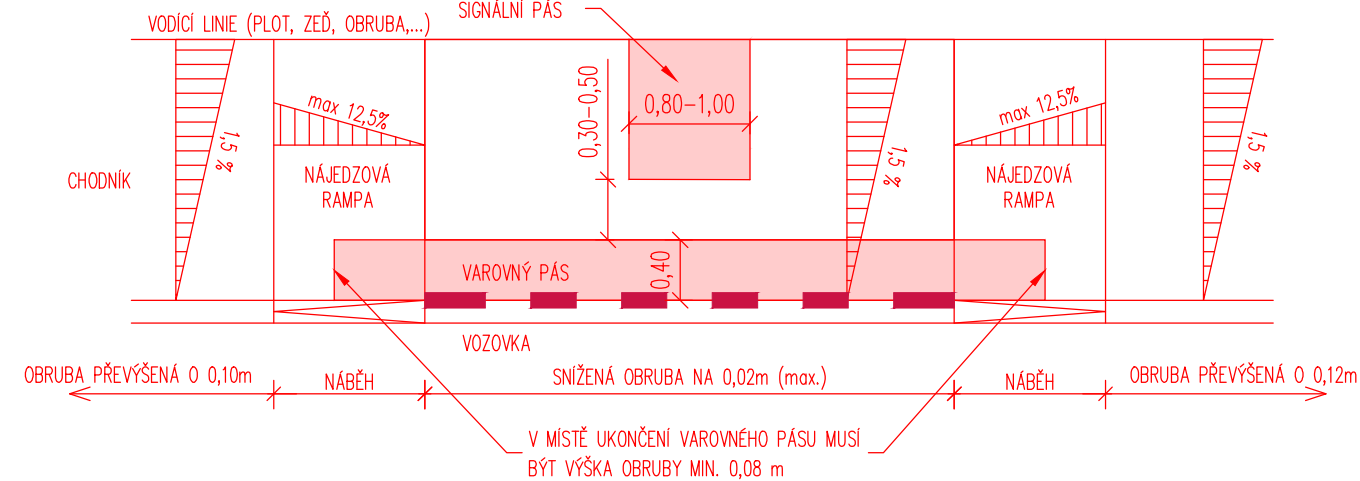 SIGNÁLNÍ PÁS
VODÍCÍ LINIE (PLOT, ZEĎ, OBRUBA,...)
max 12,5%
0,30-0,50
0,80-1,00
max 12,5%
1,5 %
1,5 %
1,5 %
CHODNÍK
NÁJEDZOVÁ
RAMPA
NÁJEDZOVÁ
RAMPA
VAROVNÝ PÁS
0,40
VOZOVKA
OBRUBA PŘEVÝŠENÁ O 0,10m
NÁBĚH
SNÍŽENÁ OBRUBA NA 0,02m (max.)
NÁBĚH
OBRUBA PŘEVÝŠENÁ O 0,12m
V MÍSTĚ UKONČENÍ VAROVNÉHO PÁSU MUSÍ
BÝT VÝŠKA OBRUBY MIN. 0,08 m